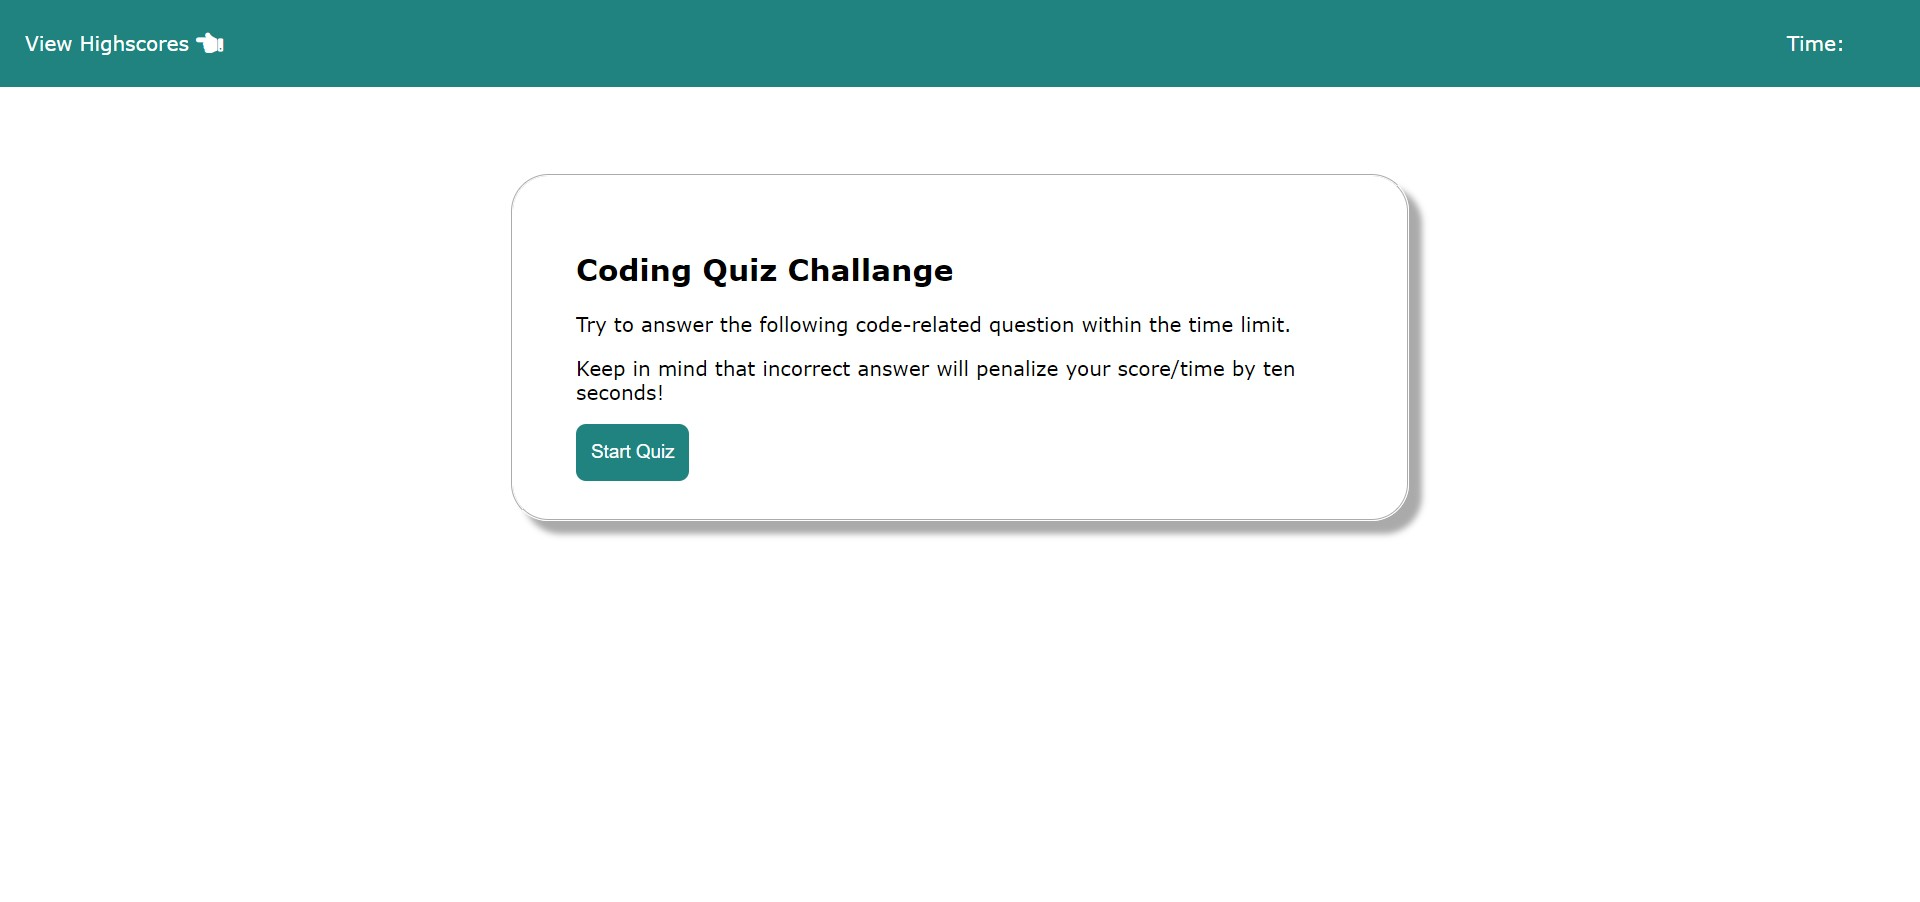 View Highscores
Time:
Coding Quiz Challange
Try to answer the following code-related question within the time limit.
Keep in mind that incorrect answer will penalize your score/time by ten
seconds!
Start Quiz